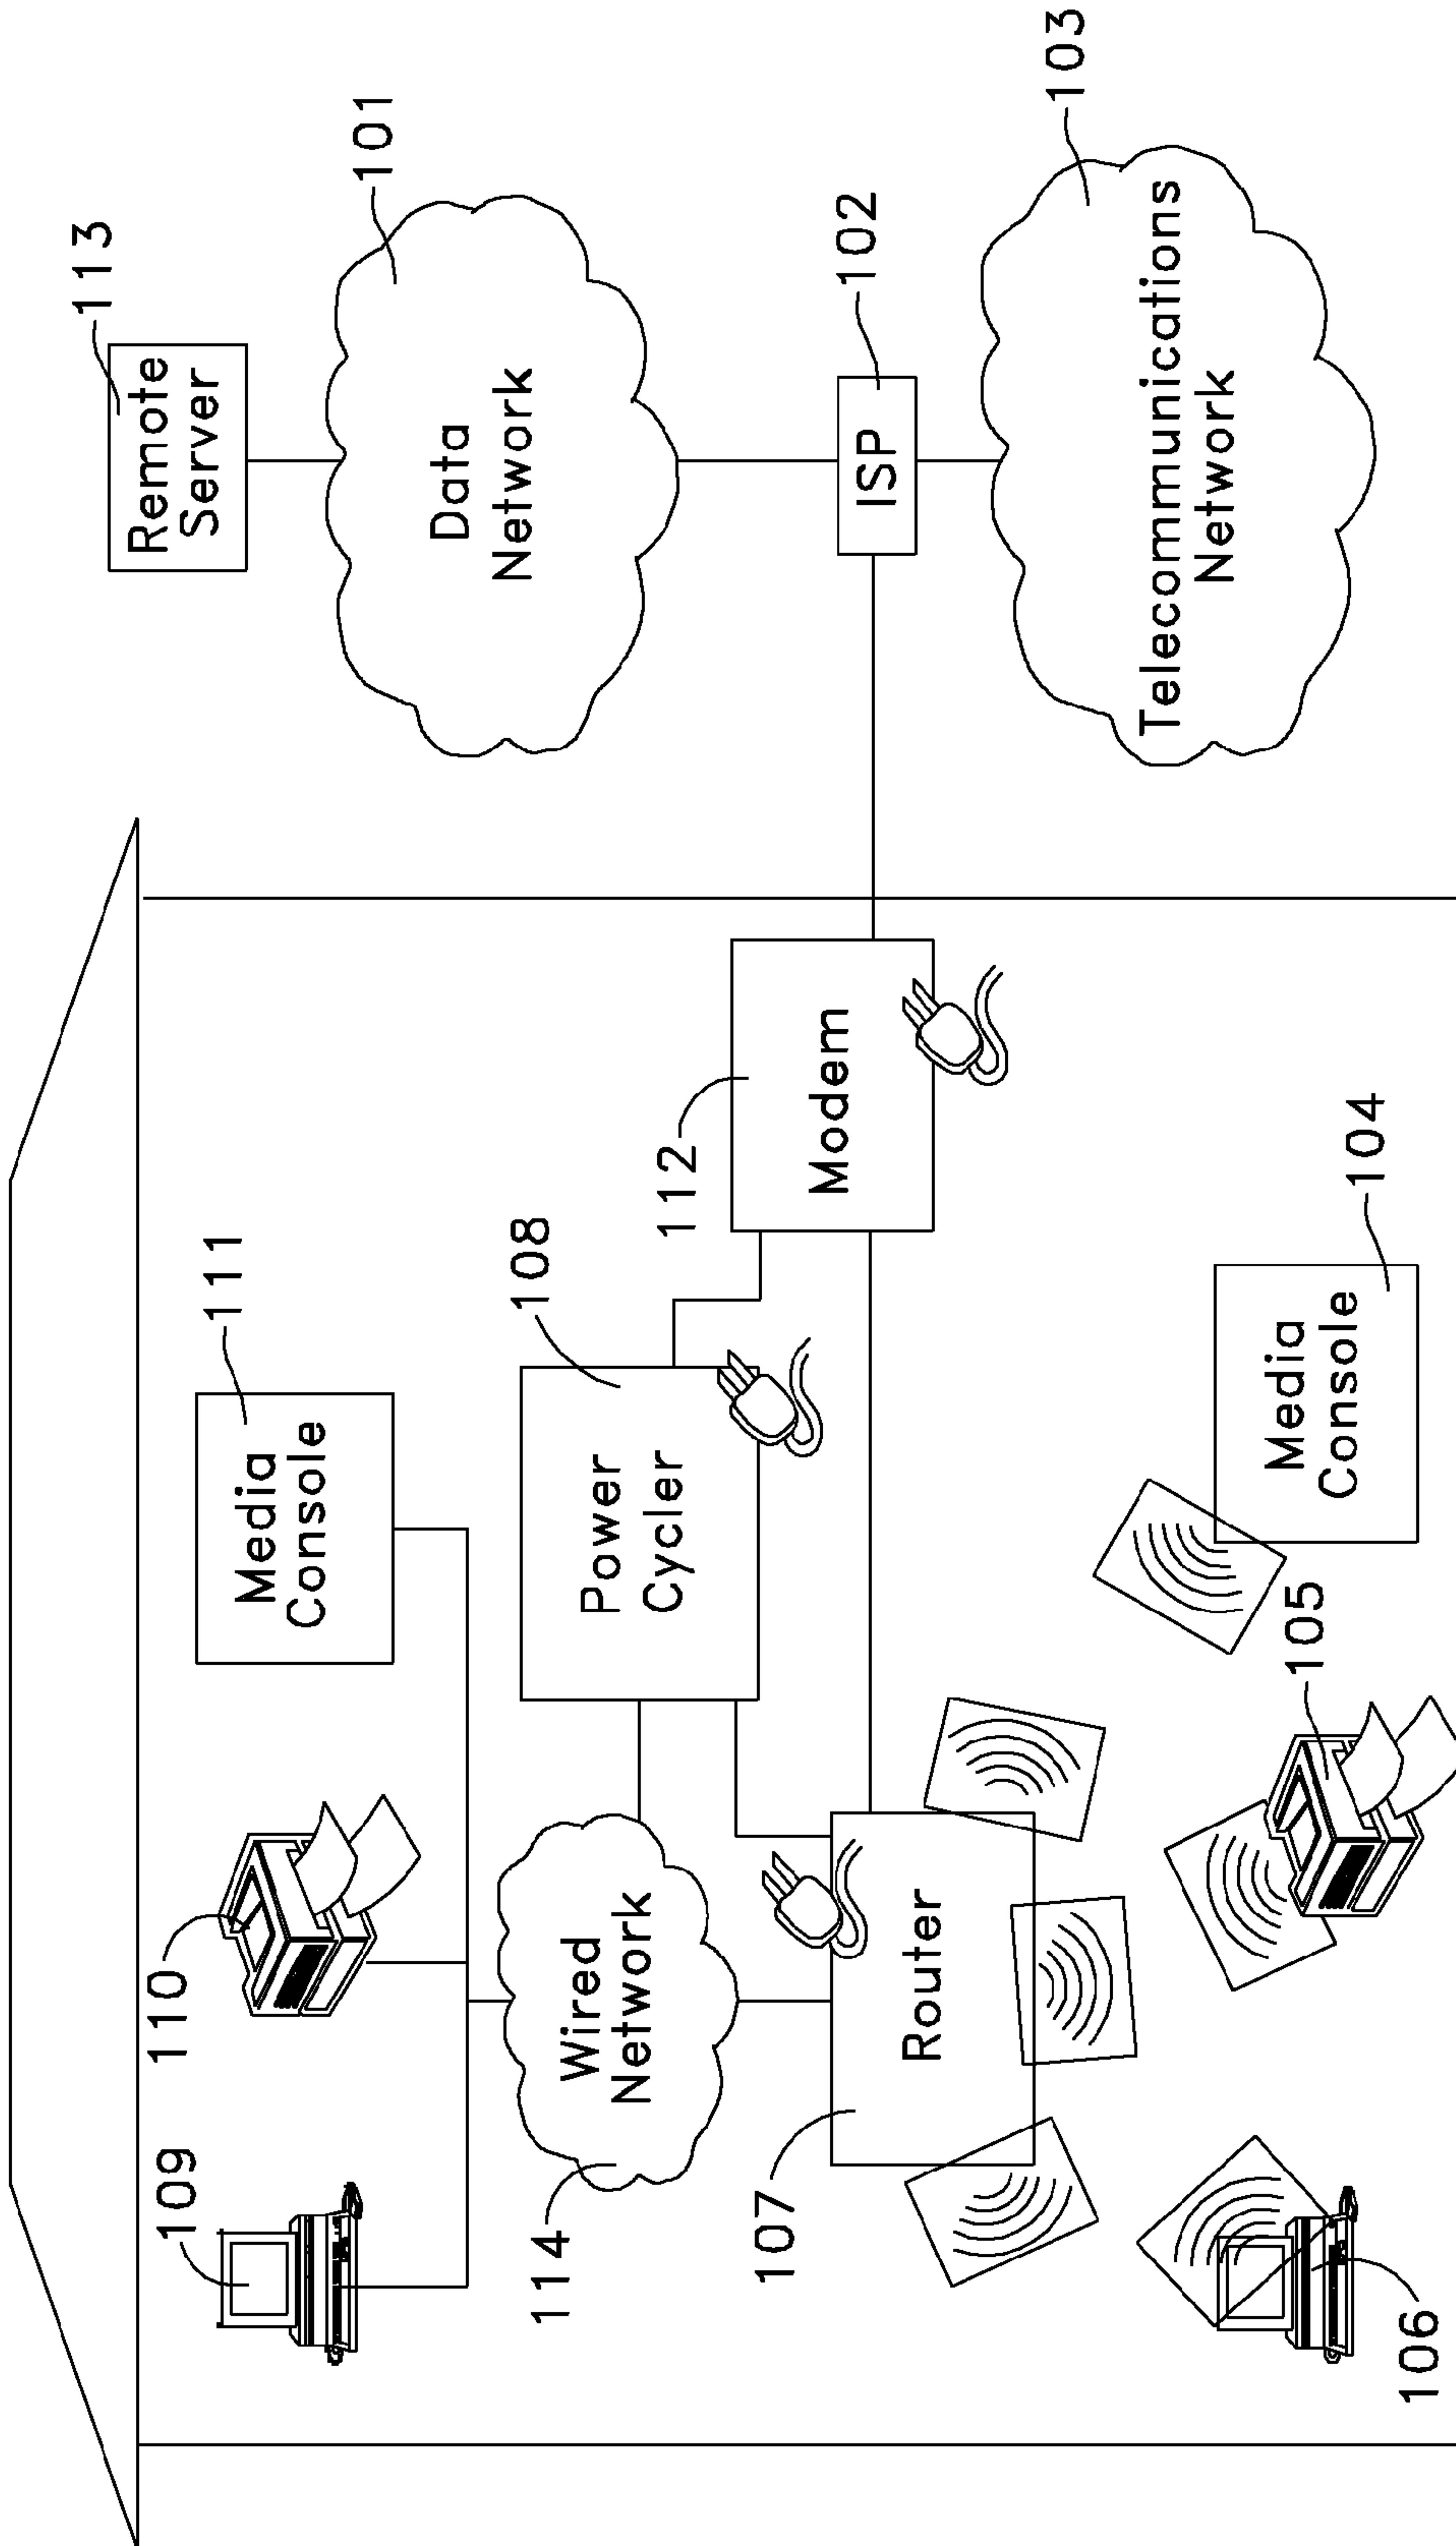 109
110
111
Media
Console
113
Remote
Server
101
Data
Network
114
Wired
Network
108
Power
Cycler
112
Modem
102
ISP
107
Router
103
Telecommunications
Network
106
105
104
Media
Console